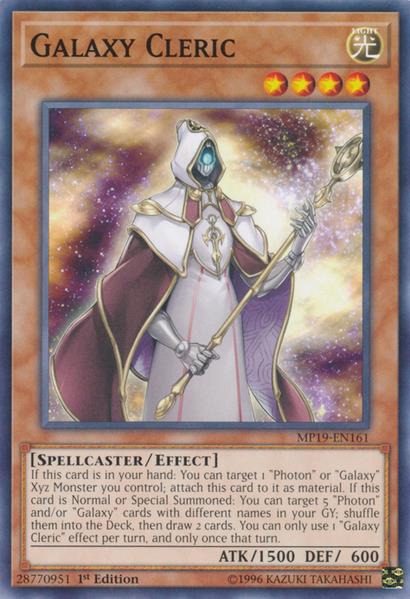 Galaxy Cleric
LIGHT
光
MP19-EN161
[Spellcaster/Effect]
If this card is in your hand: You can target 1 "Photon" or "Galaxy"
Xyz Monster you control; attach this card to it as material. If this
card is Normal or Special Summoned: You can target 5 "Photon"
and/or "Galaxy" cards with different names in your GY; shuffle
them into the Deck, then draw 2 cards. You can only use 1 "Galaxy
Cleric" effect per turn, and only once that turn.
ATK/1500 DEF/ 600
28770951 1st Edition ©1996 KAZUKI TAKAHASHI